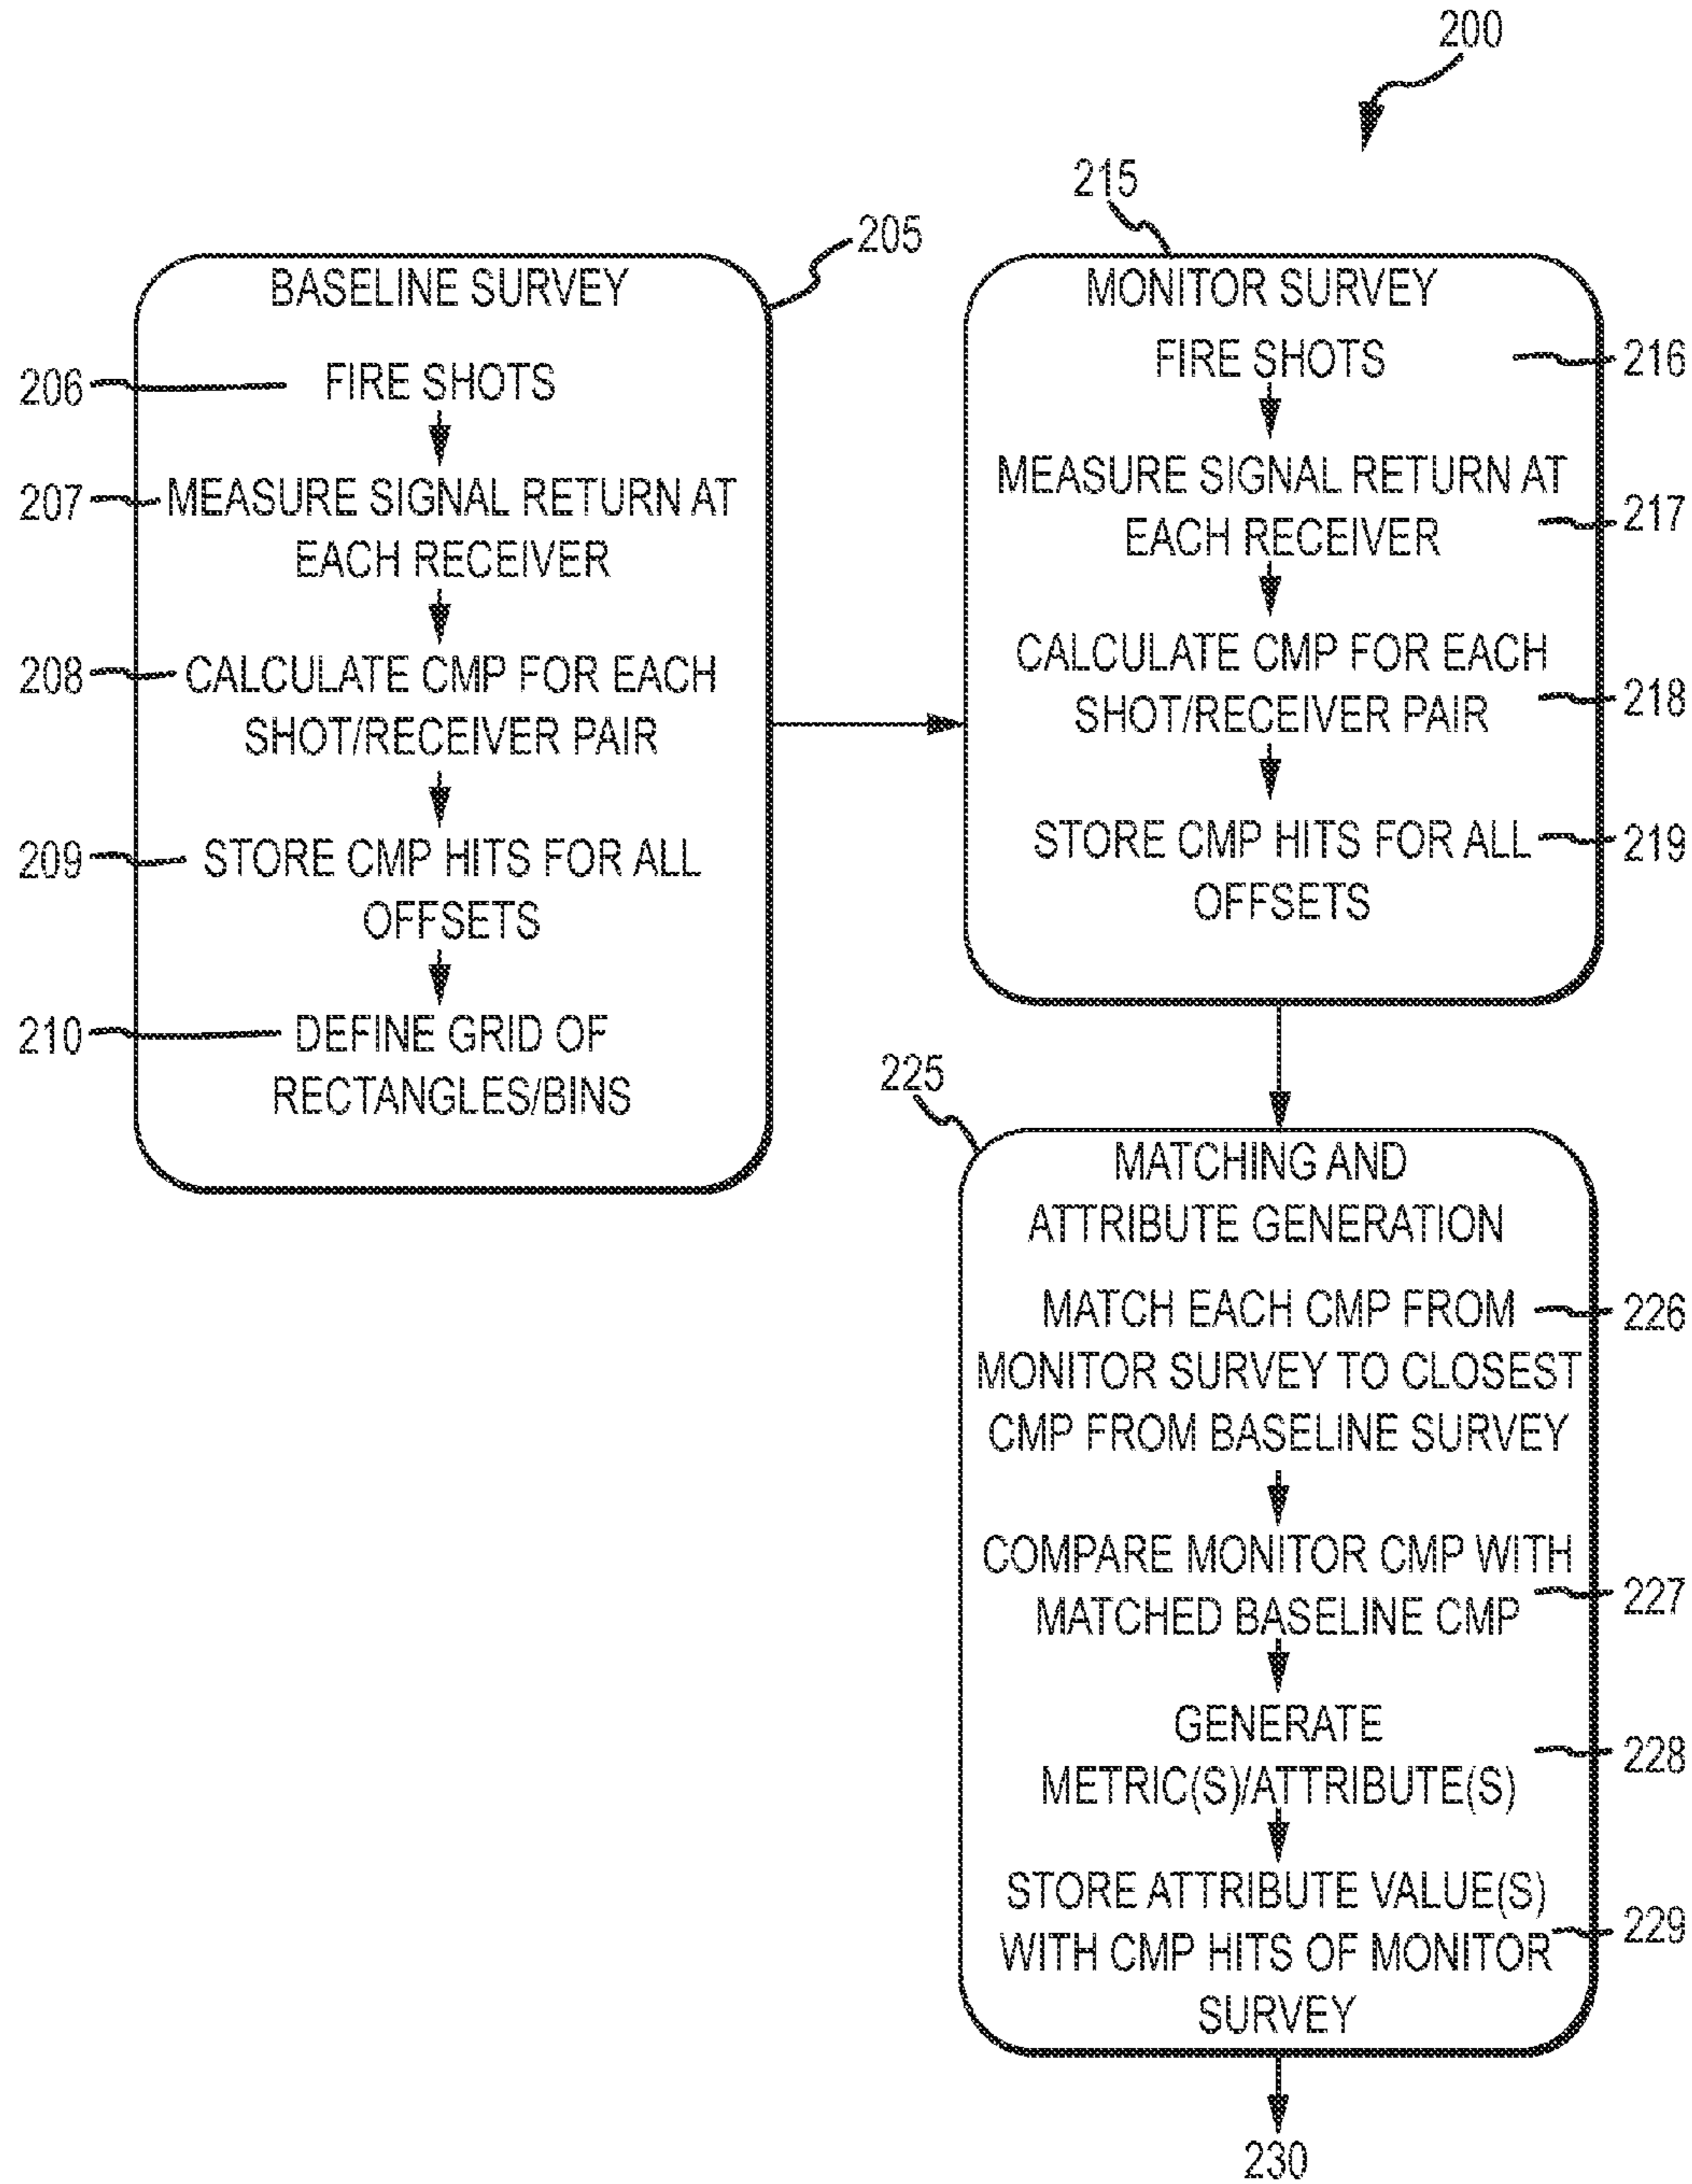 200
205
BASELINE SURVEY
206
FIRE SHOTS
207
MEASURE SIGNAL RETURN AT
EACH RECEIVER
208
CALCULATE CMP FOR EACH
SHOT/RECEIVER PAIR
209
STORE CMP HITS FOR ALL
OFFSETS
210
DEFINE GRID OF
RECTANGLES/BINS
215
MONITOR SURVEY
FIRE SHOTS
216
MEASURE SIGNAL RETURN AT
EACH RECEIVER
217
CALCULATE CMP FOR EACH
SHOT/RECEIVER PAIR
218
STORE CMP HITS FOR ALL
OFFSETS
219
225
MATCHING AND
ATTRIBUTE GENERATION
MATCH EACH CMP FROM
MONITOR SURVEY TO CLOSEST
CMP FROM BASELINE SURVEY
226
COMPARE MONITOR CMP WITH
MATCHED BASELINE CMP
227
GENERATE
METRIC(S)/ATTRIBUTE(S)
228
STORE ATTRIBUTE VALUE(S)
WITH CMP HITS OF MONITOR
SURVEY
229
230